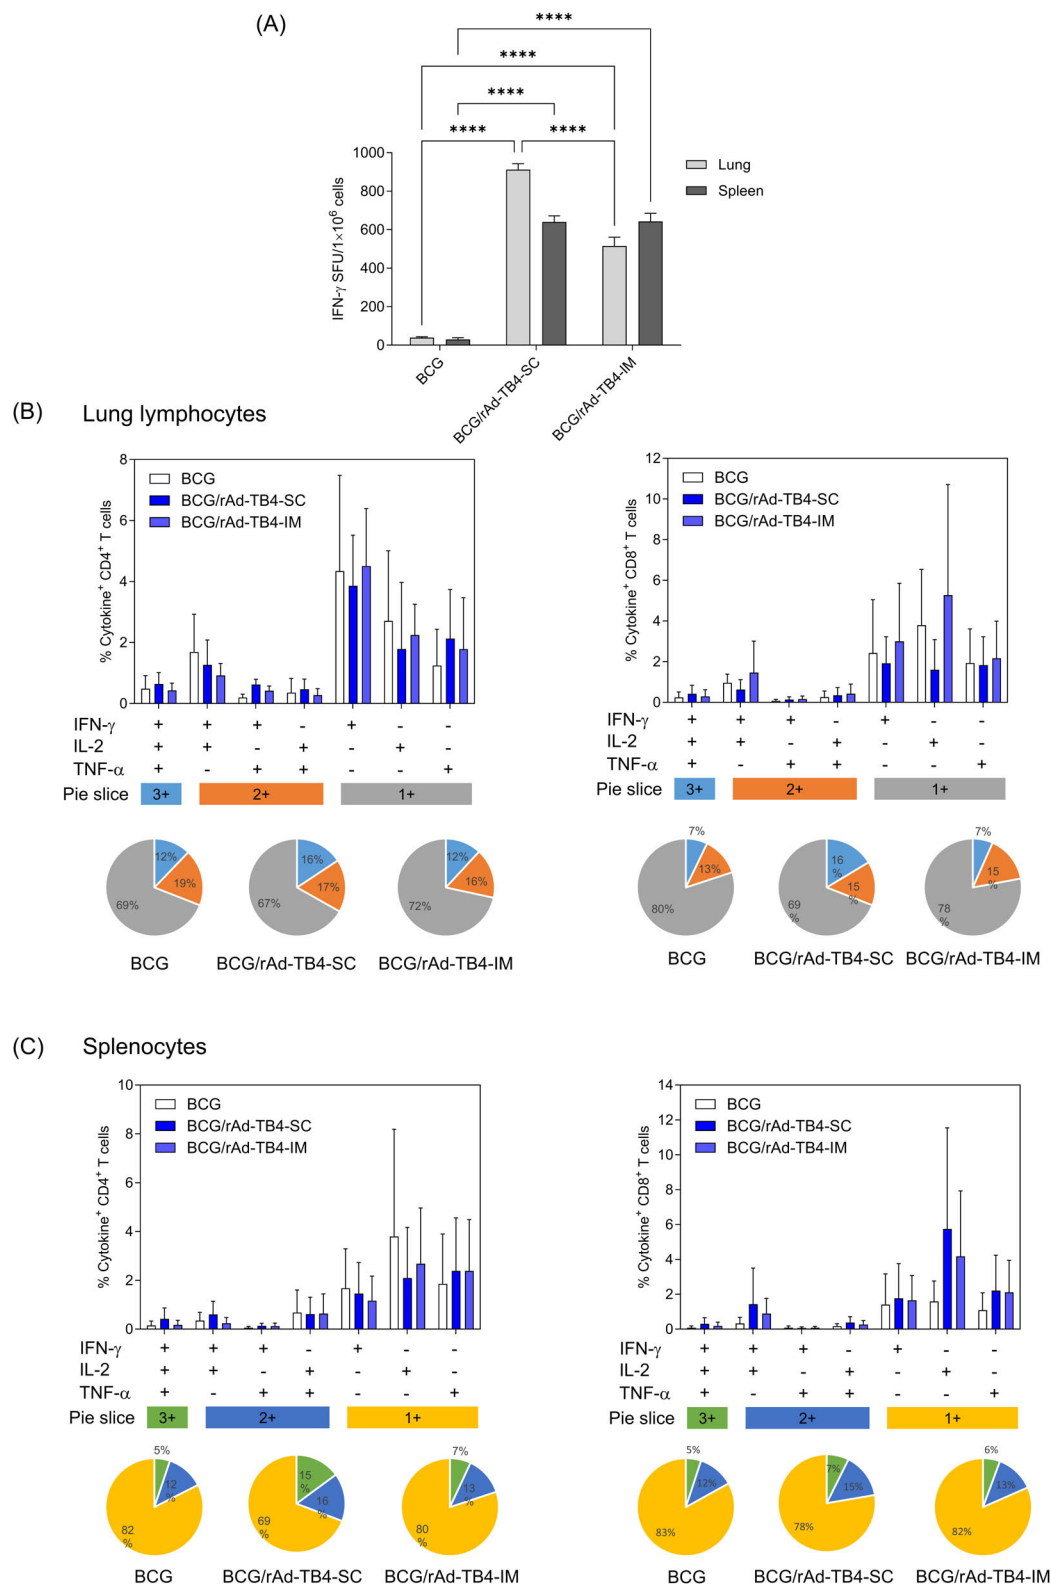 (A)
****
****
****
**** ****
IFN-γ SFU/1×10⁶ cells
1000
800
600
400
200
0
Lung
Spleen
BCG
BCG/rAd-TB4-SC
BCG/rAd-TB4-IM
(B) Lung lymphocytes
% Cytokine⁺ CD4⁺ T cells
8
6
4
2
0
BCG
BCG/rAd-TB4-SC
BCG/rAd-TB4-IM
IFN-γ + + + - + - -
IL-2 + + - + - + -
TNF-α + - + + - - +
Pie slice 3+ 2+ 1+
12% 19% 69%
BCG
16% 17% 67%
BCG/rAd-TB4-SC
12% 16% 72%
BCG/rAd-TB4-IM
% Cytokine⁺ CD8⁺ T cells
12
10
8
6
4
2
0
BCG
BCG/rAd-TB4-SC
BCG/rAd-TB4-IM
IFN-γ + + + - + - -
IL-2 + + - + - + -
TNF-α + - + + - - +
Pie slice 3+ 2+ 1+
7% 13% 80%
BCG
16% 15% 69%
BCG/rAd-TB4-SC
7% 15% 78%
BCG/rAd-TB4-IM
(C) Splenocytes
% Cytokine⁺ CD4⁺ T cells
10
8
6
4
2
0
BCG
BCG/rAd-TB4-SC
BCG/rAd-TB4-IM
IFN-γ + + + - + - -
IL-2 + + - + - + -
TNF-α + - + + - - +
Pie slice 3+ 2+ 1+
5% 12% 82%
BCG
15% 16% 69%
BCG/rAd-TB4-SC
7% 13% 80%
BCG/rAd-TB4-IM
% Cytokine⁺ CD8⁺ T cells
14
12
10
8
6
4
2
0
BCG
BCG/rAd-TB4-SC
BCG/rAd-TB4-IM
IFN-γ + + + - + - -
IL-2 + + - + - + -
TNF-α + - + + - - +
Pie slice 3+ 2+ 1+
5% 12% 83%
BCG
7% 15% 78%
BCG/rAd-TB4-SC
6% 13% 82%
BCG/rAd-TB4-IM